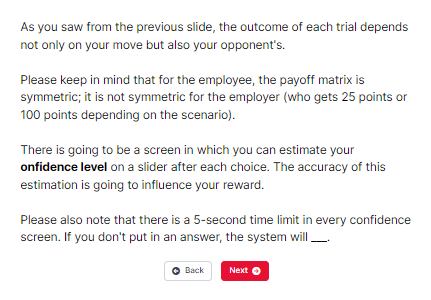 As you saw from the previous slide, the outcome of each trial depends
not only on your move but also your opponent's.
Please keep in mind that for the employee, the payoff matrix is
symmetric; it is not symmetric for the employer (who gets 25 points or
100 points depending on the scenario).
There is going to be a screen in which you can estimate your
onfidence level on a slider after each choice. The accuracy of this
estimation is going to influence your reward.
Please also note that there is a 5-second time limit in every confidence
screen. If you don't put in an answer, the system will ___.
Back Next